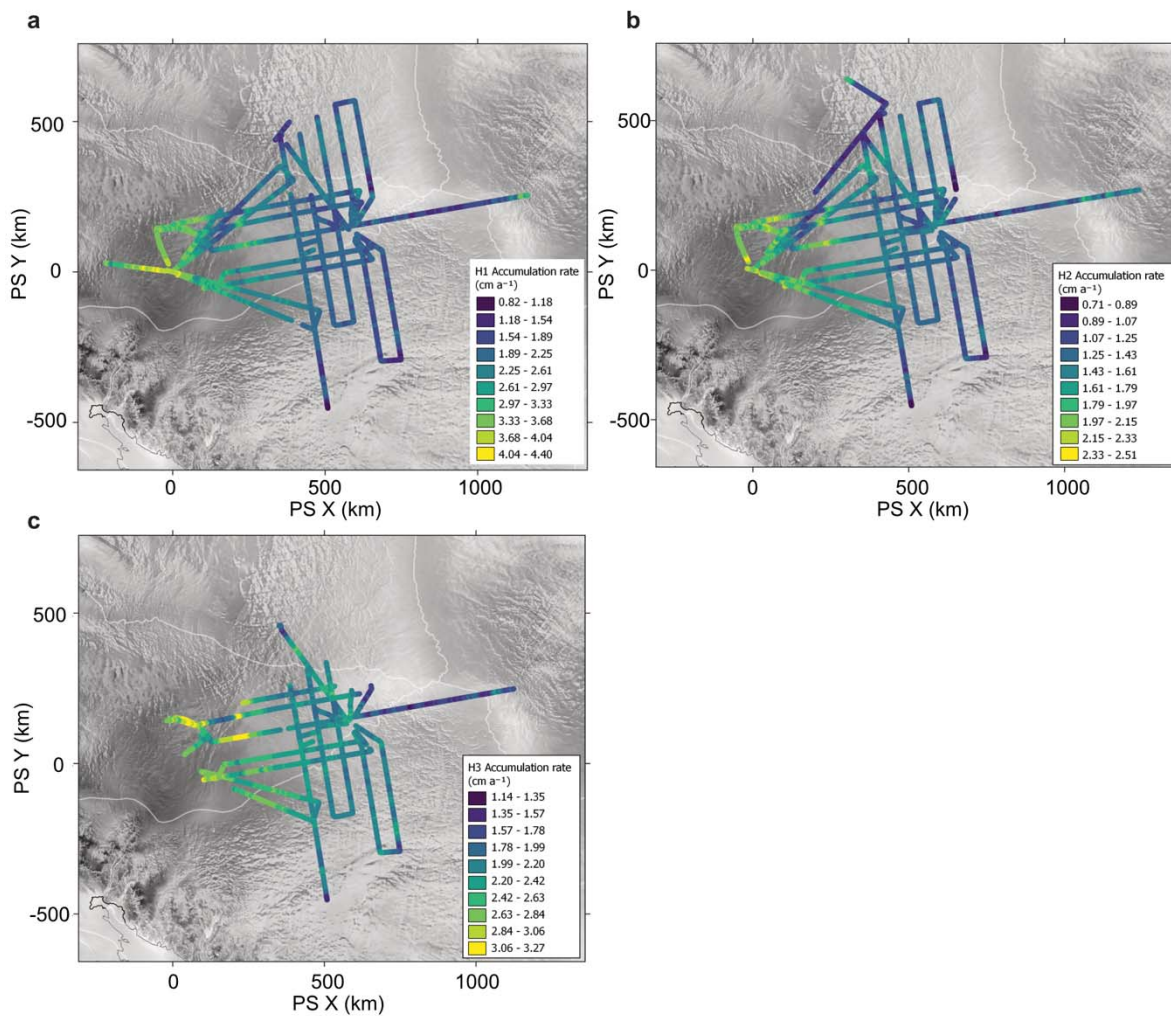 a
500
0
-500
PS Y (km)
0
500
1000
PS X (km)
H1 Accumulation rate
(cm a⁻¹)
0.82 - 1.18
1.18 - 1.54
1.54 - 1.89
1.89 - 2.25
2.25 - 2.61
2.61 - 2.97
2.97 - 3.33
3.33 - 3.68
3.68 - 4.04
4.04 - 4.40
b
500
0
-500
PS Y (km)
0
500
1000
PS X (km)
H2 Accumulation rate
(cm a⁻¹)
0.71 - 0.89
0.89 - 1.07
1.07 - 1.25
1.25 - 1.43
1.43 - 1.61
1.61 - 1.79
1.79 - 1.97
1.97 - 2.15
2.15 - 2.33
2.33 - 2.51
c
500
0
-500
PS Y (km)
0
500
1000
PS X (km)
H3 Accumulation rate
(cm a⁻¹)
1.14 - 1.35
1.35 - 1.57
1.57 - 1.78
1.78 - 1.99
1.99 - 2.20
2.20 - 2.42
2.42 - 2.63
2.63 - 2.84
2.84 - 3.06
3.06 - 3.27